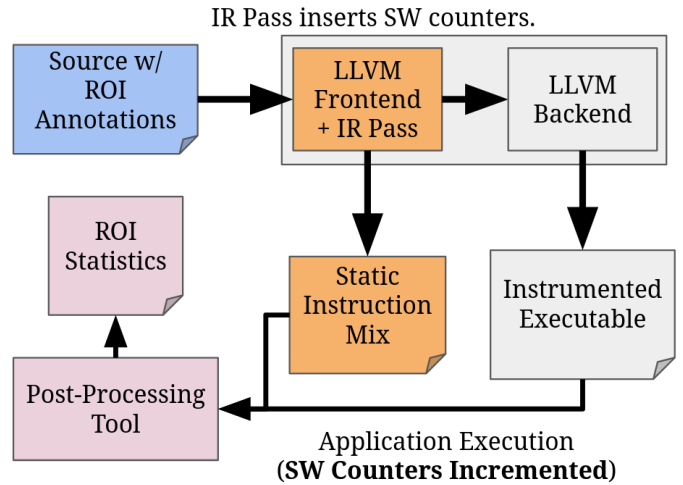 IR Pass inserts SW counters.
Source w/
ROI
Annotations
LLVM
Frontend
+ IR Pass
LLVM
Backend
ROI
Statistics
Static
Instruction
Mix
Instrumented
Executable
Post-Processing
Tool
Application Execution
(SW Counters Incremented)